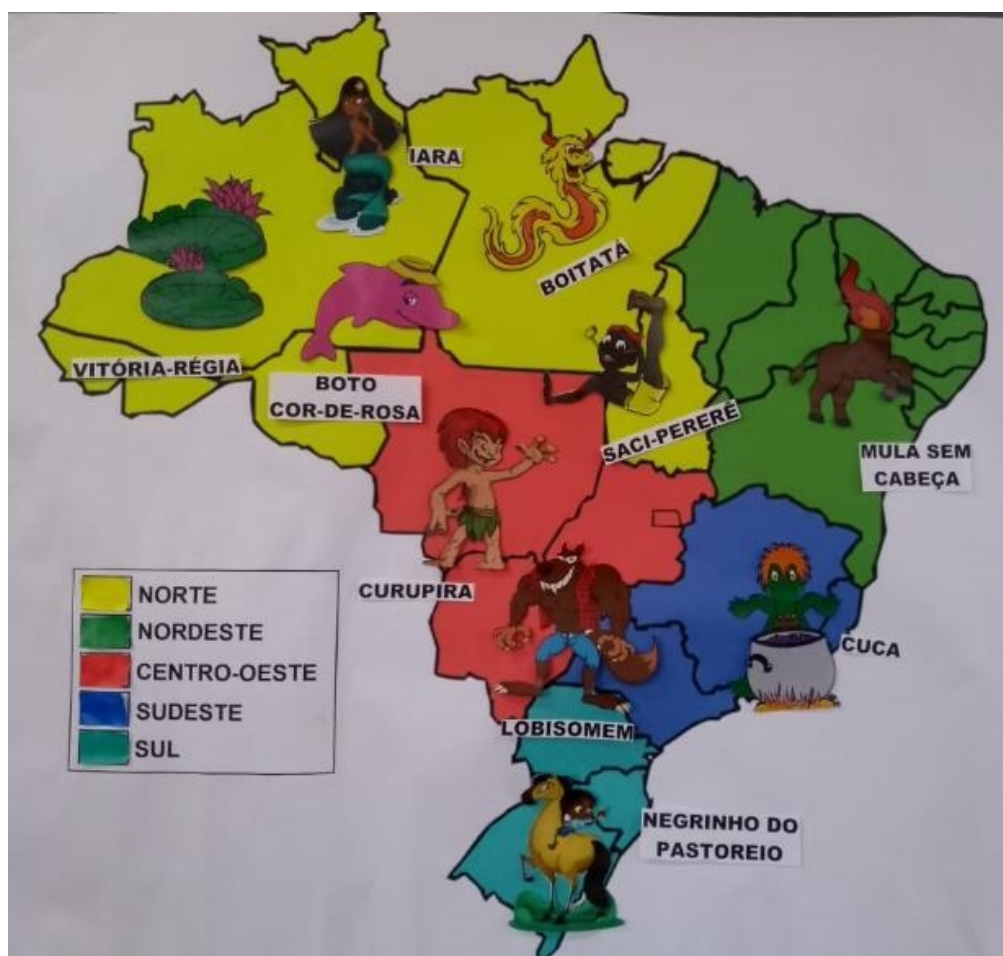 IARA
BOITATÁ
VITÓRIA-RÉGIA
BOTO
COR-DE-ROSA
SACI-PERERÊ
MULA SEM
CABEÇA
CURUPIRA
CUCA
LOBISOMEM
NEGRINHO DO
PASTOREIO
NORTE
NORDESTE
CENTRO-OESTE
SUDESTE
SUL